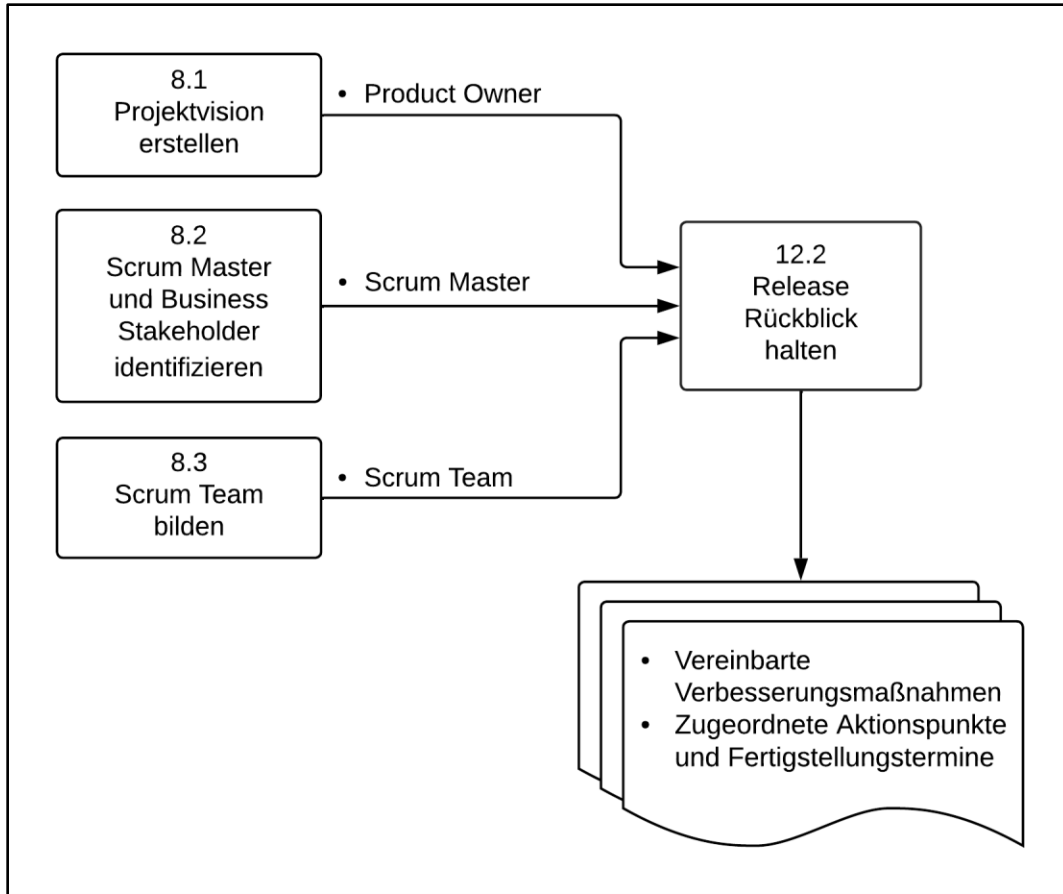 8.1
Projektvision
erstellen
• Product Owner
8.2
Scrum Master
und Business
Stakeholder
identifizieren
• Scrum Master
8.3
Scrum Team
bilden
• Scrum Team
12.2
Release
Rückblick
halten
• Vereinbarte
Verbesserungsmaßnahmen
• Zugeordnete Aktionspunkte
und Fertigstellungstermine